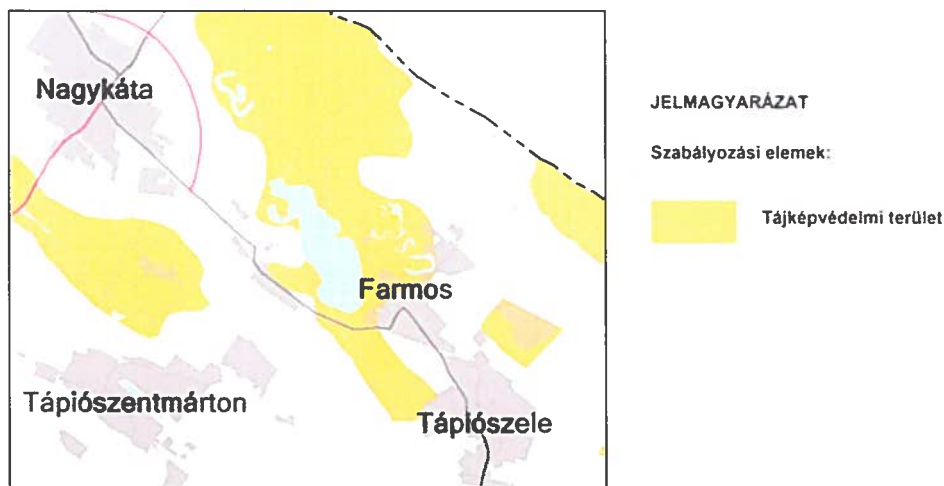 Nagykáta
Farmos
Tápiószentmárton
Tápiószele
JELMAGYARÁZAT
Szabályozási elemek:
Tájképvédelmi terület